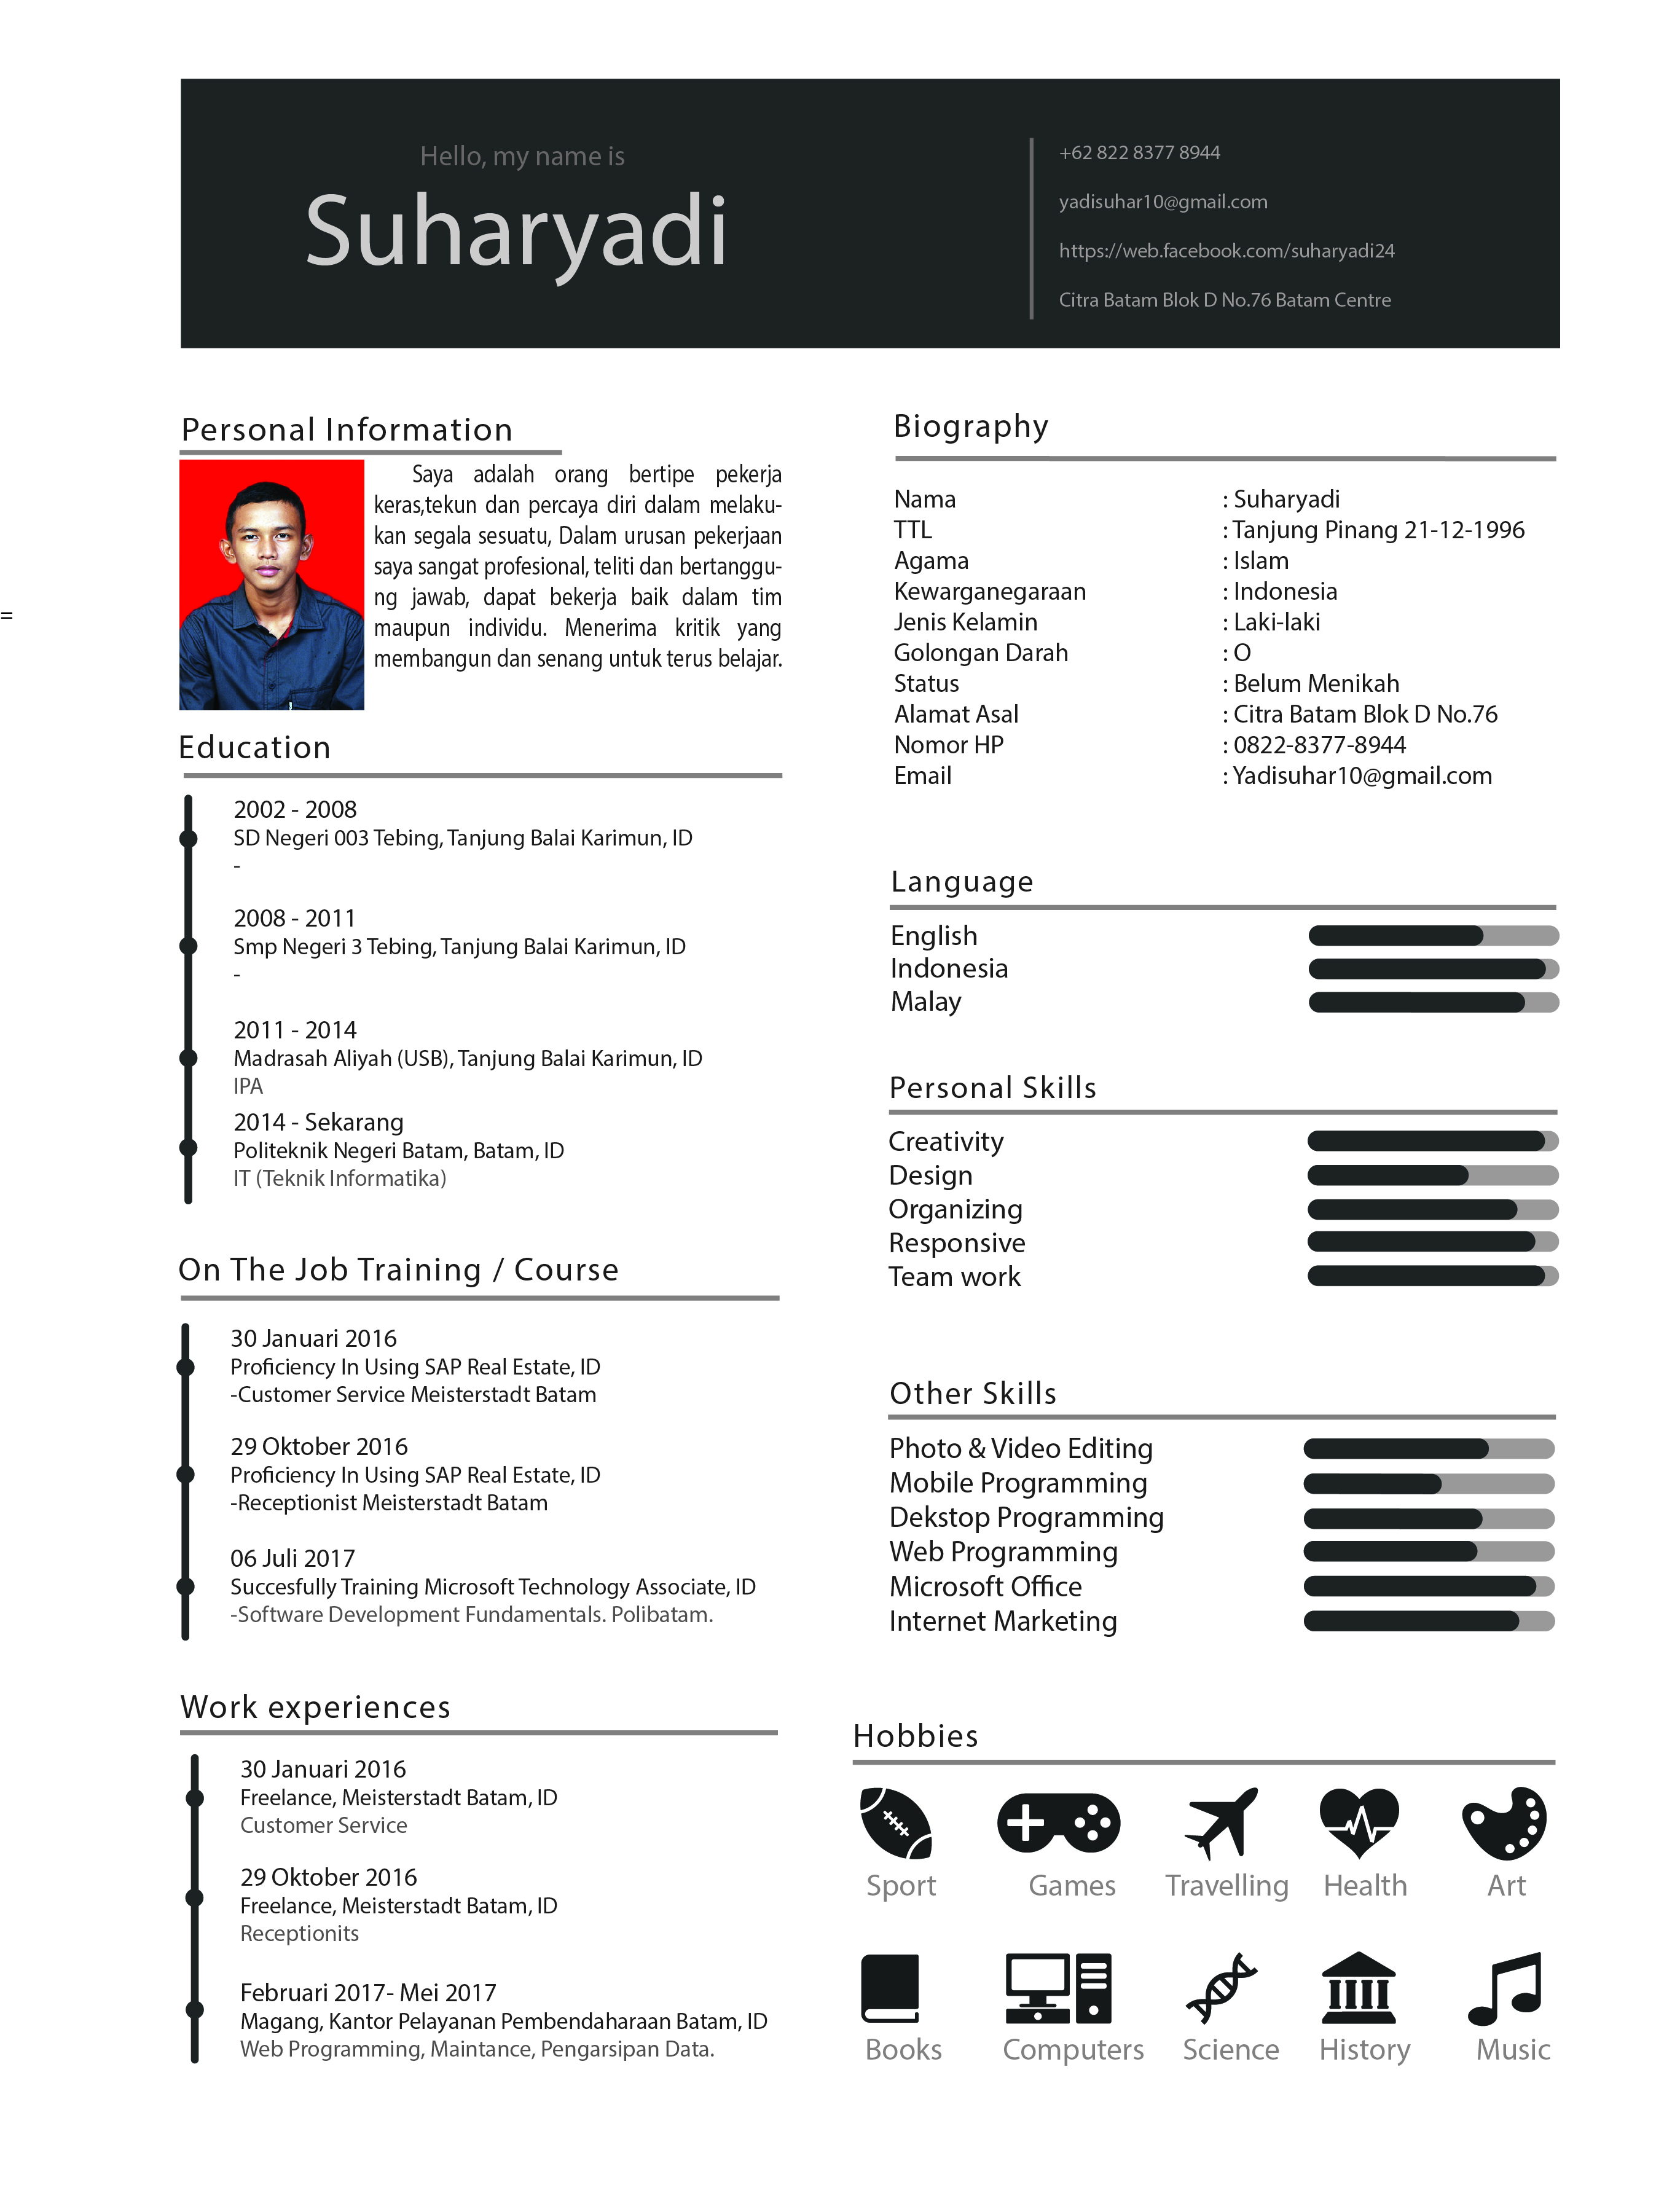 Hello, my name is
Suharyadi
+62 822 8377 8944
yadisuhar10@gmail.com
https://web.facebook.com/suharyadi24
Citra Batam Blok D No.76 Batam Centre
Personal Information
Saya adalah orang bertipe pekerja
keras,tekun dan percaya diri dalam melaku-
kan segala sesuatu, Dalam urusan pekerjaan
saya sangat profesional, teliti dan bertanggu-
ng jawab, dapat bekerja baik dalam tim
maupun individu. Menerima kritik yang
membangun dan senang untuk terus belajar.
=
Education
2002 - 2008
SD Negeri 003 Tebing, Tanjung Balai Karimun, ID
-
2008 - 2011
Smp Negeri 3 Tebing, Tanjung Balai Karimun, ID
-
2011 - 2014
Madrasah Aliyah (USB), Tanjung Balai Karimun, ID
IPA
2014 - Sekarang
Politeknik Negeri Batam, Batam, ID
IT (Teknik Informatika)
On The Job Training / Course
30 Januari 2016
Proficiency In Using SAP Real Estate, ID
-Customer Service Meisterstadt Batam
29 Oktober 2016
Proficiency In Using SAP Real Estate, ID
-Receptionist Meisterstadt Batam
06 Juli 2017
Succesfully Training Microsoft Technology Associate, ID
-Software Development Fundamentals. Polibatam.
Work experiences
30 Januari 2016
Freelance, Meisterstadt Batam, ID
Customer Service
29 Oktober 2016
Freelance, Meisterstadt Batam, ID
Receptionits
Februari 2017- Mei 2017
Magang, Kantor Pelayanan Pembendaharaan Batam, ID
Web Programming, Maintance, Pengarsipan Data.
Biography
Nama : Suharyadi
TTL : Tanjung Pinang 21-12-1996
Agama : Islam
Kewarganegaraan : Indonesia
Jenis Kelamin : Laki-laki
Golongan Darah : O
Status : Belum Menikah
Alamat Asal : Citra Batam Blok D No.76
Nomor HP : 0822-8377-8944
Email : Yadisuhar10@gmail.com
Language
English
Indonesia
Malay
Personal Skills
Creativity
Design
Organizing
Responsive
Team work
Other Skills
Photo & Video Editing
Mobile Programming
Dekstop Programming
Web Programming
Microsoft Office
Internet Marketing
Hobbies
Sport Games Travelling Health Art
Books Computers Science History Music